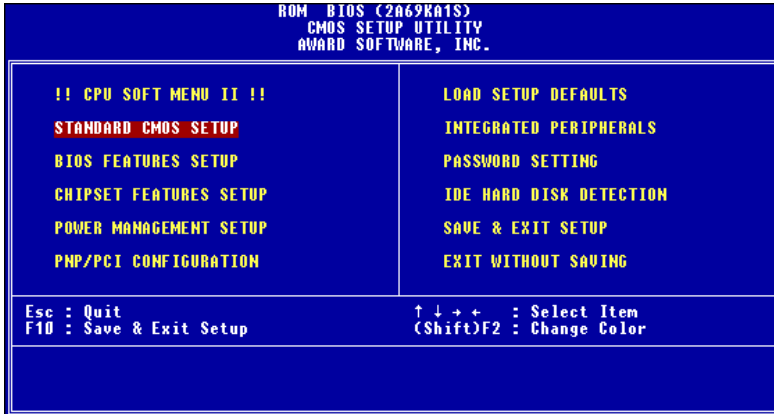 ROM BIOS (2A69KA1S)
CMOS SETUP UTILITY
AWARD SOFTWARE, INC.
!! CPU SOFT MENU II !!
STANDARD CMOS SETUP
BIOS FEATURES SETUP
CHIPSET FEATURES SETUP
POWER MANAGEMENT SETUP
PNP/PCI CONFIGURATION
LOAD SETUP DEFAULTS
INTEGRATED PERIPHERALS
PASSWORD SETTING
IDE HARD DISK DETECTION
SAVE & EXIT SETUP
EXIT WITHOUT SAVING
Esc : Quit
F10 : Save & Exit Setup
↑ ↓ → ← : Select Item
(Shift)F2 : Change Color